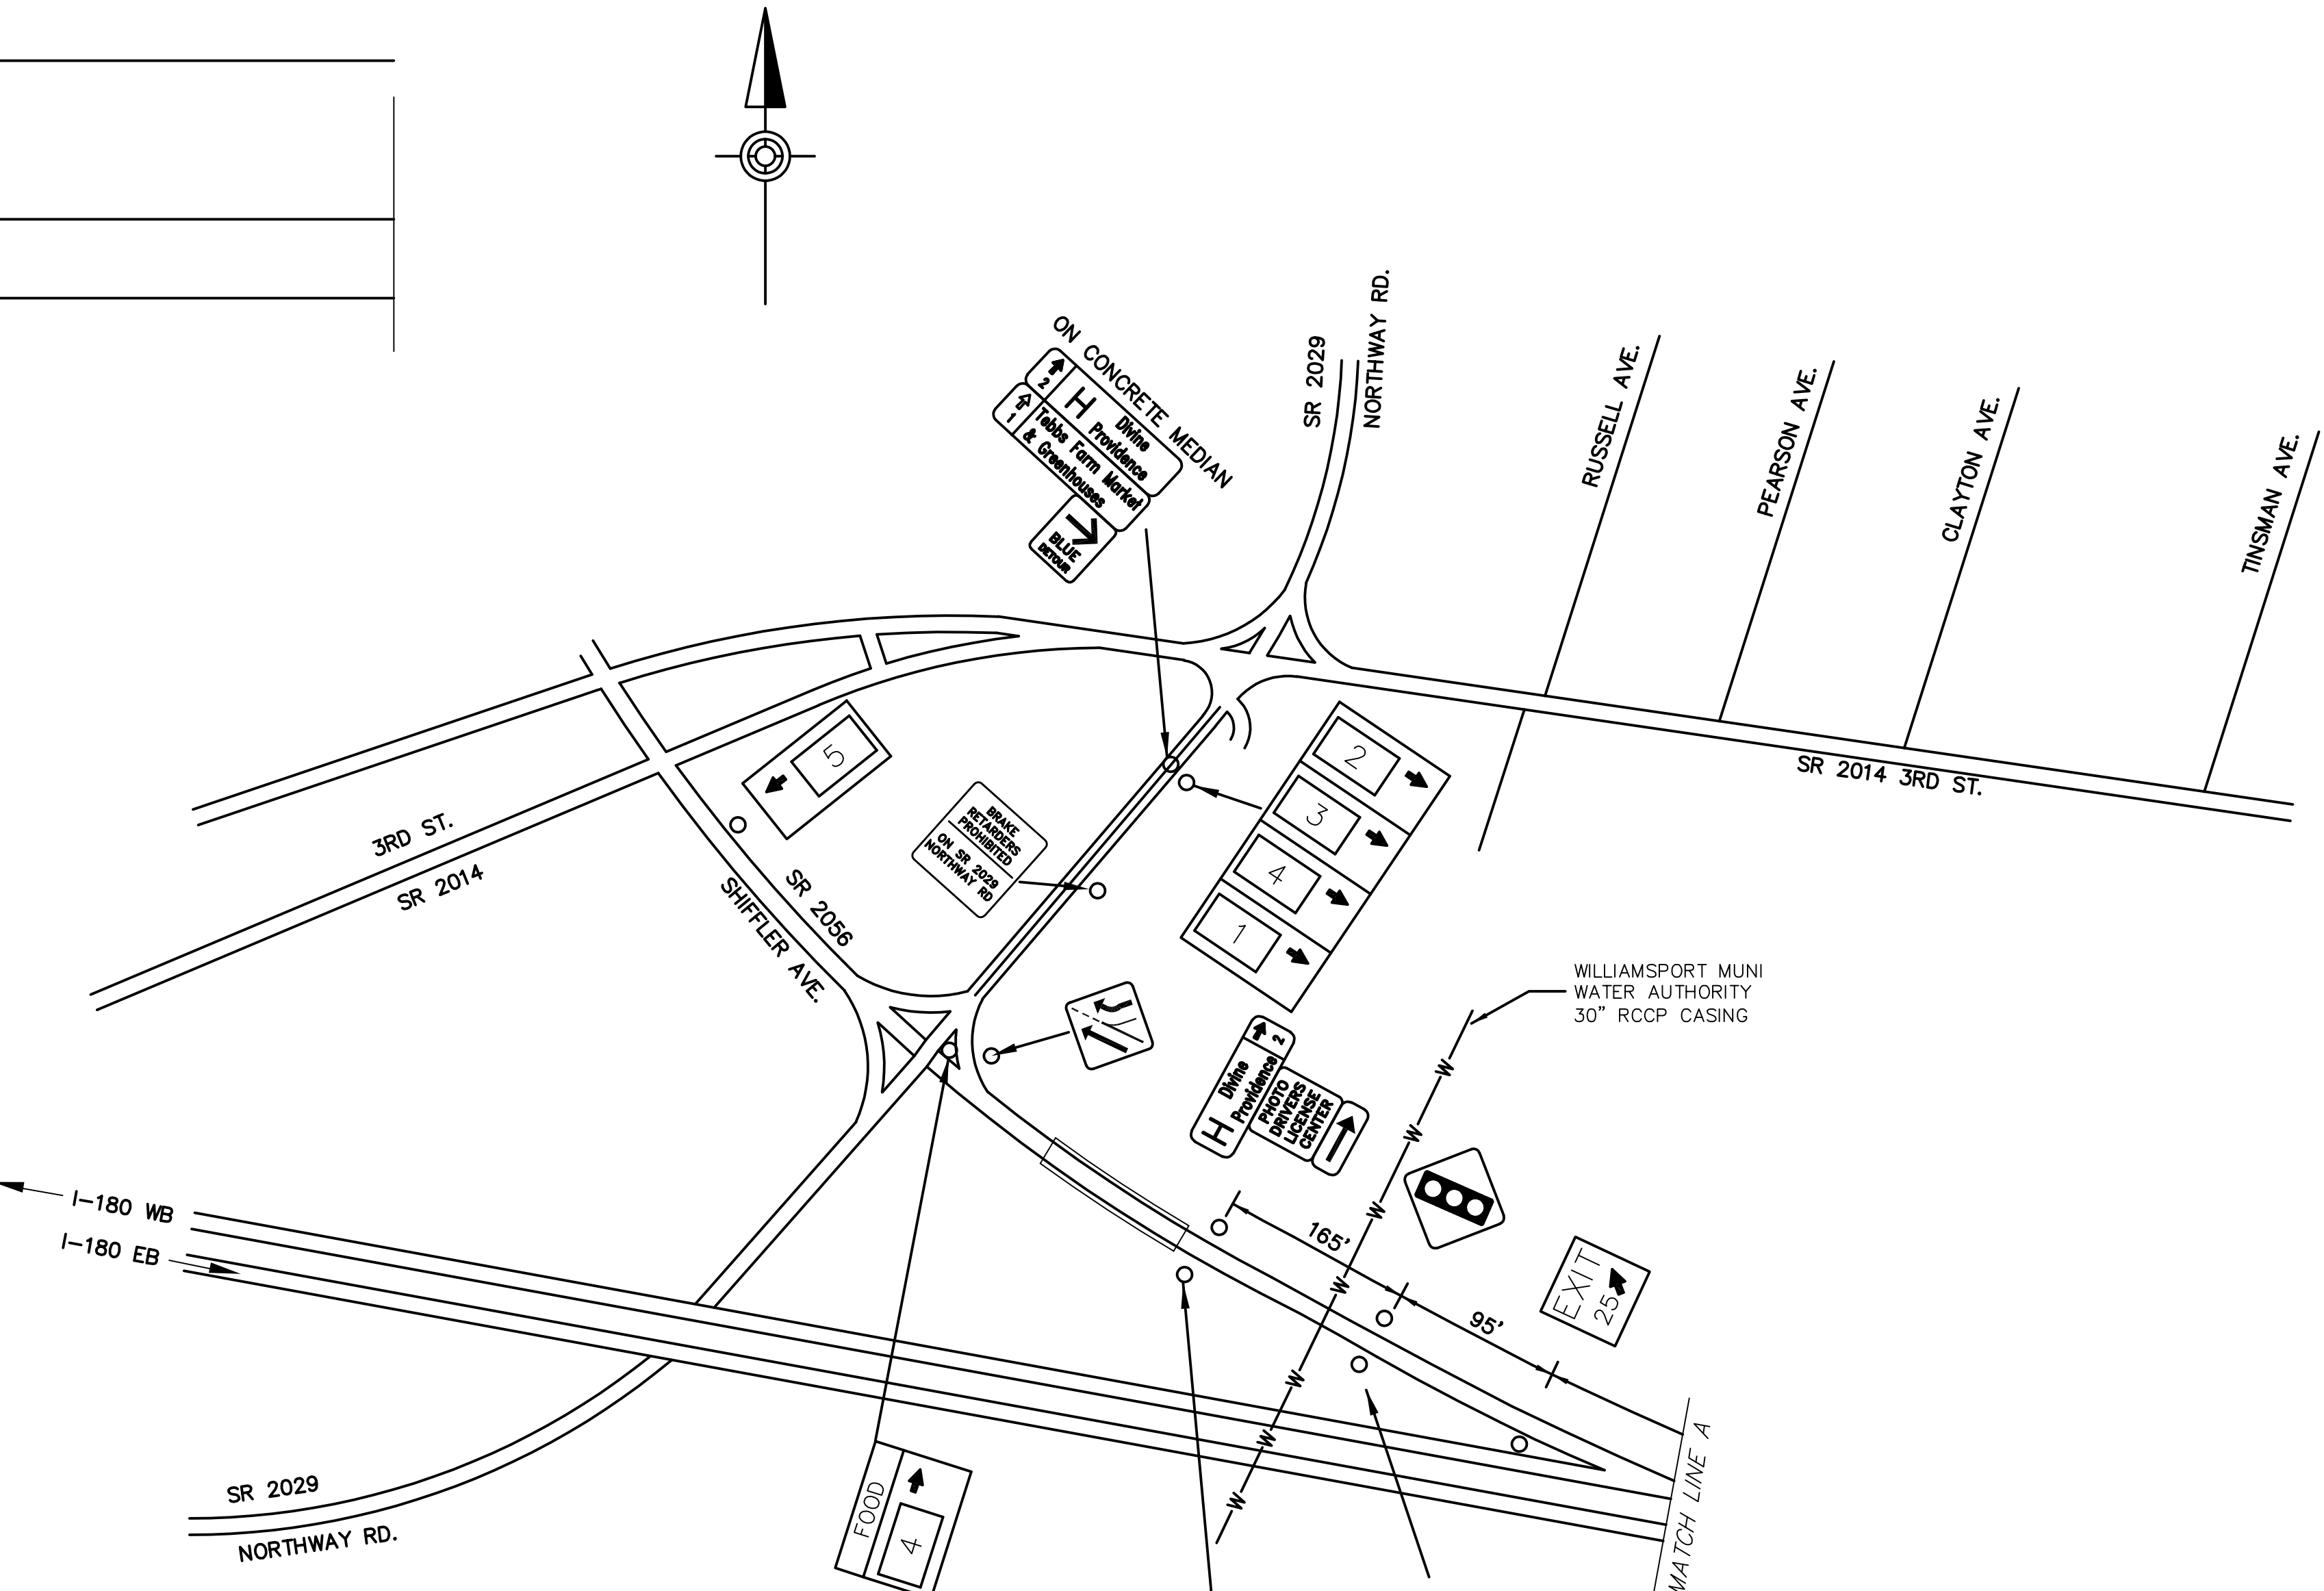 ON CONCRETE MEDIAN
2
H Divine
Providence
1
Tebbs Farm Market
& Greenhouses
BLUE
DETOUR
SR 2029
NORTHWAY RD.
RUSSELL AVE.
PEARSON AVE.
CLAYTON AVE.
TINSMAN AVE.
SR 2014 3RD ST.
3RD ST.
SR 2014
5
BRAKE
RETARDERS
PROHIBITED
ON SR 2029
NORTHWAY RD
2
3
4
1
SR 2056
SHIFFLER AVE.
WILLIAMSPORT MUNI
WATER AUTHORITY
30" RCCP CASING
H Divine
Providence
2
PHOTO
DRIVERS
LICENSE
CENTER
W
W
W
W
W
W
W
165'
95'
EXIT
25
I-180 WB
I-180 EB
SR 2029
NORTHWAY RD.
FOOD
4
MATCH LINE A